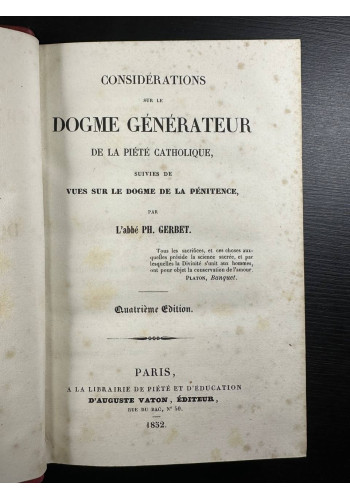 CONSIDÉRATIONS
SUR LE
DOGME GÉNÉRATEUR
DE LA PIÉTÉ CATHOLIQUE,
SUIVIES DE
VUES SUR LE DOGME DE LA PÉNITENCE,
PAR
L'abbé PH. GERBET.
Tous les sacrifices, et ces choses aux-
quelles préside la science sacrée, et par
lesquelles la Divinité s'unit aux hommes,
ont pour objet la conservation de l'amour.
PLATON, Banquet.
Quatrième Edition.
PARIS,
A LA LIBRAIRIE DE PIÉTÉ ET D'ÉDUCATION
D'AUGUSTE VATON, ÉDITEUR,
RUE DU BAC, N° 50.
1852.